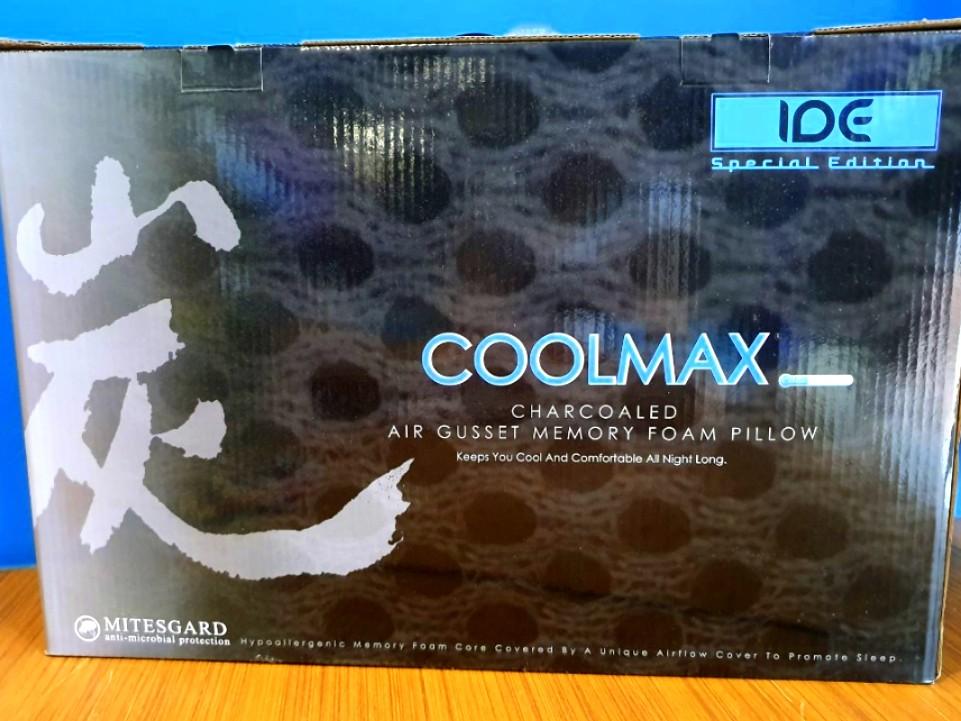 IDE
Special Edition
炭
COOLMAX
CHARCOALED
AIR GUSSET MEMORY FOAM PILLOW
Keeps You Cool And Comfortable All Night Long.
MITESGARD
anti-microbial protection
Hypoallergenic Memory Foam Core Covered By A Unique Airflow Cover To Promote Sleep.